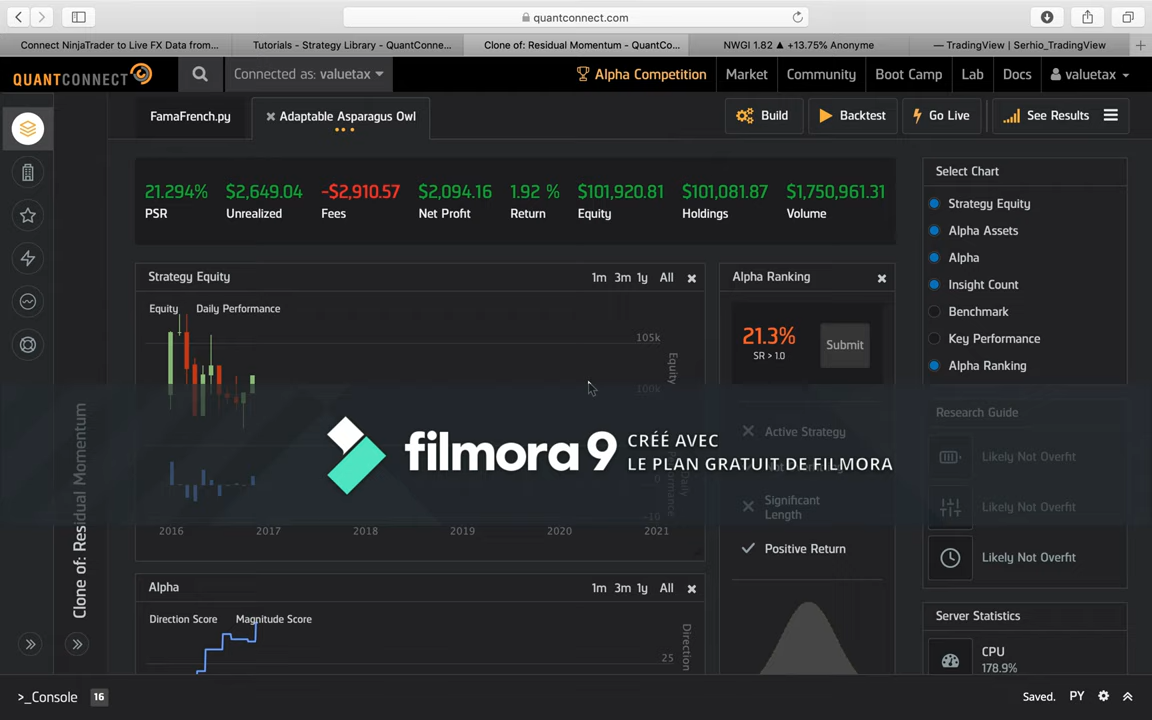 quantconnect.com
Connect NinjaTrader to Live FX Data from...
Tutorials - Strategy Library - QuantConne...
Clone of: Residual Momentum - QuantCo...
NWGI 1.82 ▲ +13.75% Anonyme
— TradingView | Serhio_TradingView
QUANTCONNECT
Connected as: valuetax
Alpha Competition
Market
Community
Boot Camp
Lab
Docs
valuetax
FamaFrench.py
Adaptable Asparagus Owl
Build
Backtest
Go Live
See Results
21.294% $2,649.04 -$2,910.57 $2,094.16 1.92 % $101,920.81 $101,081.87 $1,750,961.31
PSR Unrealized Fees Net Profit Return Equity Holdings Volume
Select Chart
Strategy Equity
Alpha Assets
Alpha
Insight Count
Benchmark
Key Performance
Alpha Ranking
Strategy Equity
1m 3m 1y All
Equity Daily Performance
105k
100k
Equity
Daily Performance
-10
2016 2017 2018 2019 2020 2021
Alpha Ranking
21.3%
SR > 1.0
Submit
Active Strategy
Significant
Length
Positive Return
Research Guide
Likely Not Overfit
Likely Not Overfit
Likely Not Overfit
filmora 9
CRÉÉ AVEC
LE PLAN GRATUIT DE FILMORA
Clone of: Residual Momentum
Alpha
1m 3m 1y All
Direction Score Magnitude Score
25
Direction
Server Statistics
CPU
178.9%
>_Console 16
Saved.
PY